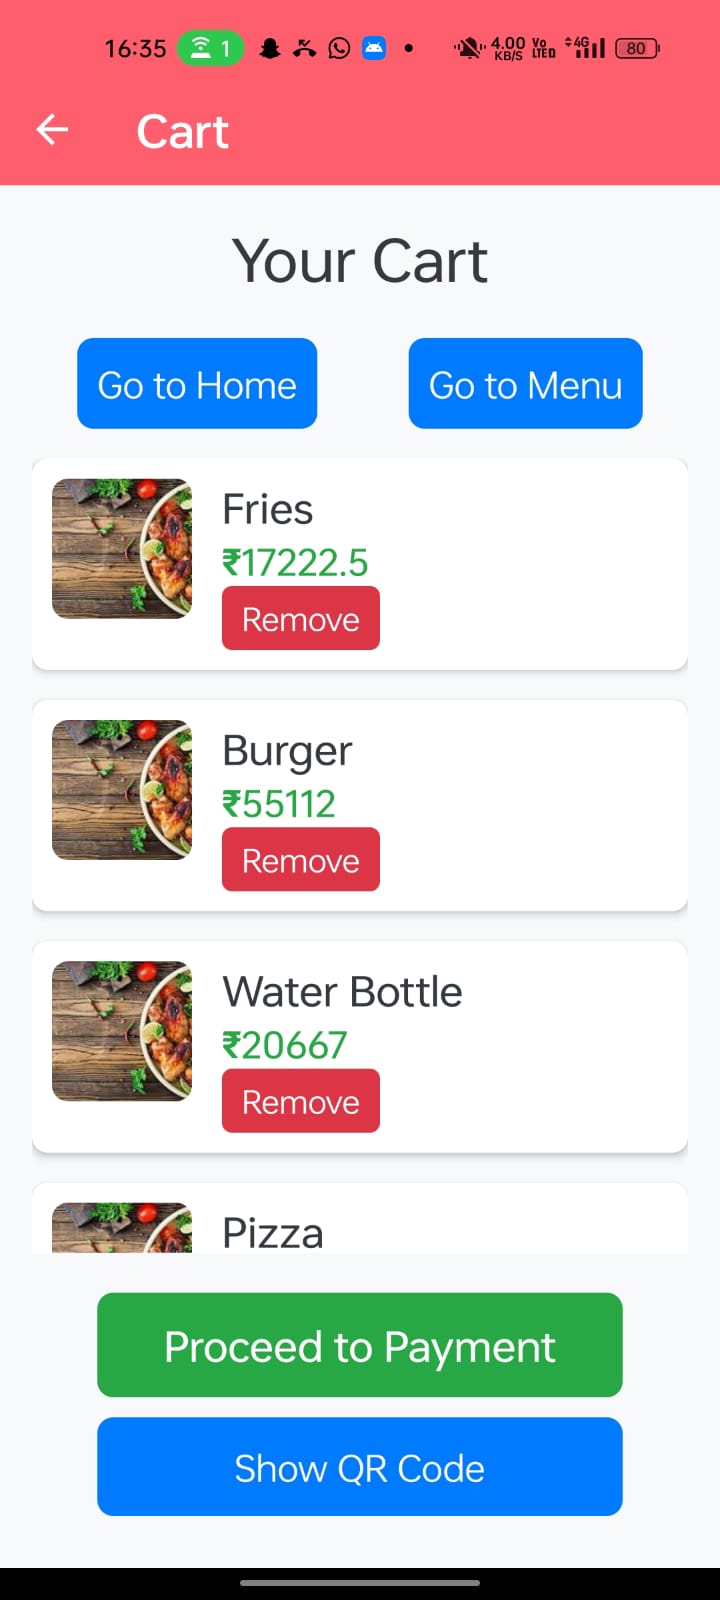 16:35 1 4.00 KB/S Vo LTED 4G 80
Cart
Your Cart
Go to Home Go to Menu
Fries
₹17222.5
Remove
Burger
₹55112
Remove
Water Bottle
₹20667
Remove
Pizza
Proceed to Payment
Show QR Code